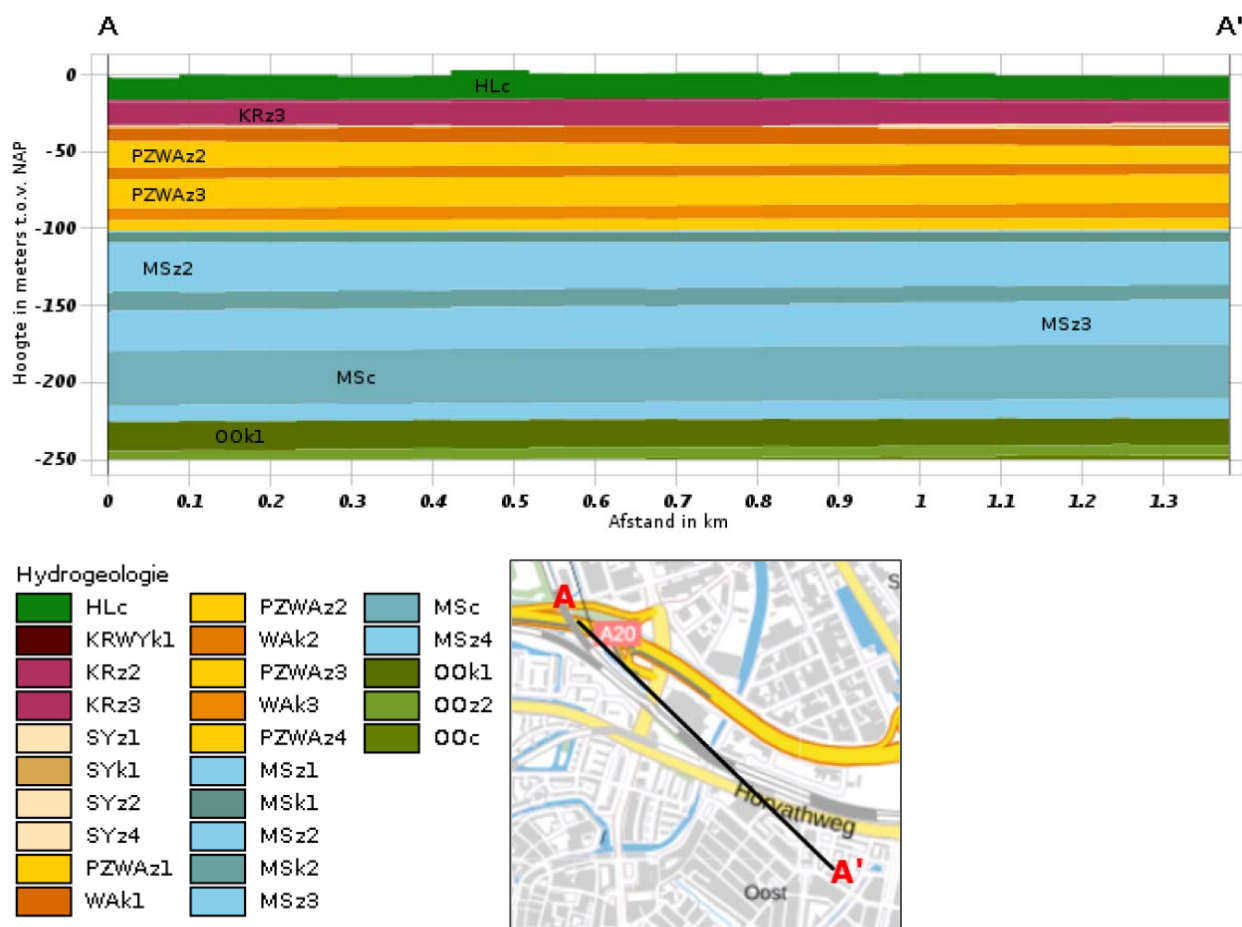 A
A'
0
-50
-100
-150
-200
-250
Hoogte in meters t.o.v. NAP
HLc
KRz3
PZWAz2
PZWAz3
MSz2
MSz3
MSc
OOk1
0
0.1
0.2
0.3
0.4
0.5
0.6
0.7
0.8
0.9
1
1.1
1.2
1.3
Afstand in km
Hydrogeologie
HLc
KRWYk1
KRz2
KRz3
SYz1
SYk1
SYz2
SYz4
PZWAz1
WAk1
PZWAz2
WAk2
PZWAz3
WAk3
PZWAz4
MSz1
MSk1
MSz2
MSk2
MSz3
MSc
MSz4
OOk1
OOz2
OOc
A
A20
S
Horvathweg
A'
Oost